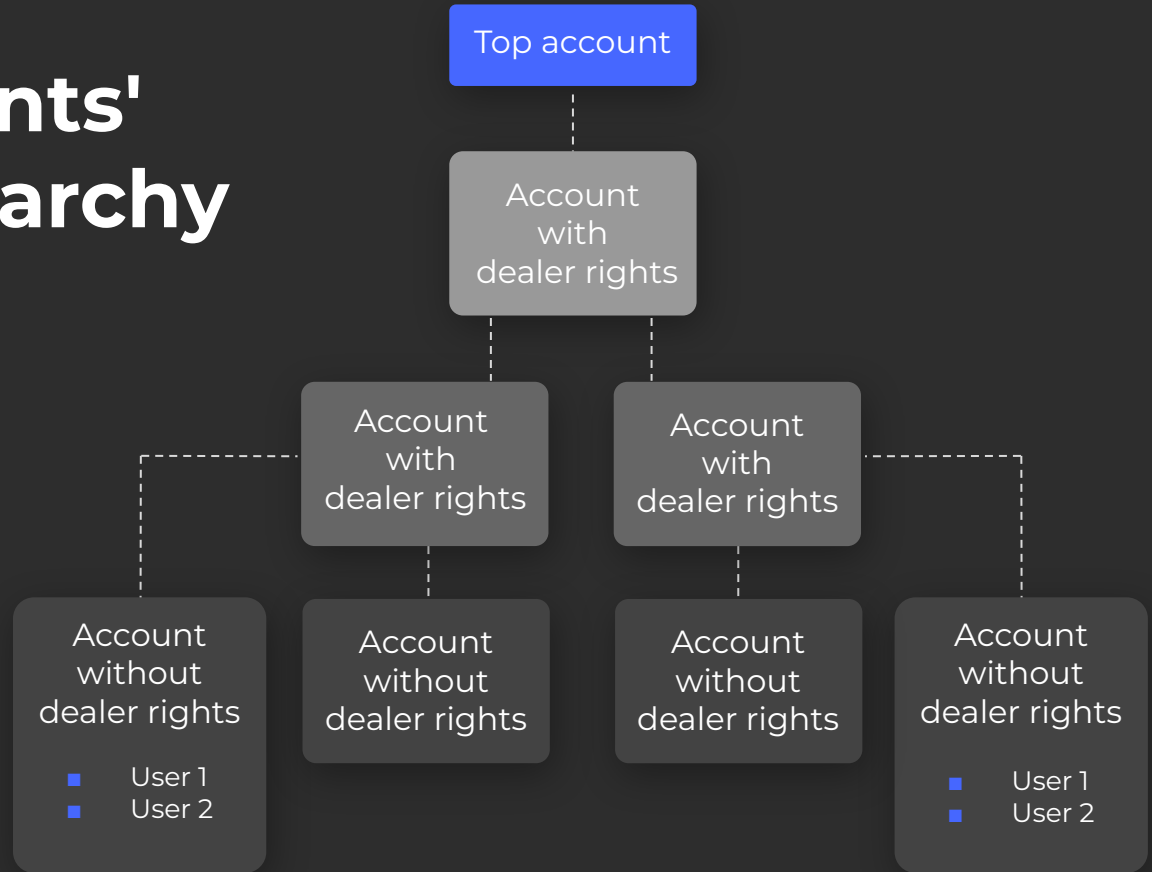 nts'
archy
Top account
Account
with
dealer rights
Account
with
dealer rights
Account
with
dealer rights
Account
without
dealer rights
User 1
User 2
Account
without
dealer rights
Account
without
dealer rights
Account
without
dealer rights
User 1
User 2